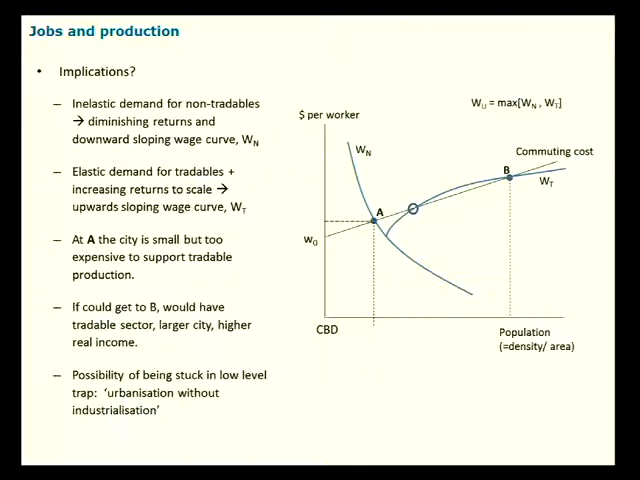 Jobs and production
• Implications?
– Inelastic demand for non-tradables
→ diminishing returns and
downward sloping wage curve, WN
– Elastic demand for tradables +
increasing returns to scale →
upwards sloping wage curve, WT
– At A the city is small but too
expensive to support tradable
production.
– If could get to B, would have
tradable sector, larger city, higher
real income.
– Possibility of being stuck in low level
trap: ‘urbanisation without
industrialisation’
WU = max[WN , WT]
$ per worker
WN
Commuting cost
B
WT
A
W0
CBD
Population
(=density/ area)